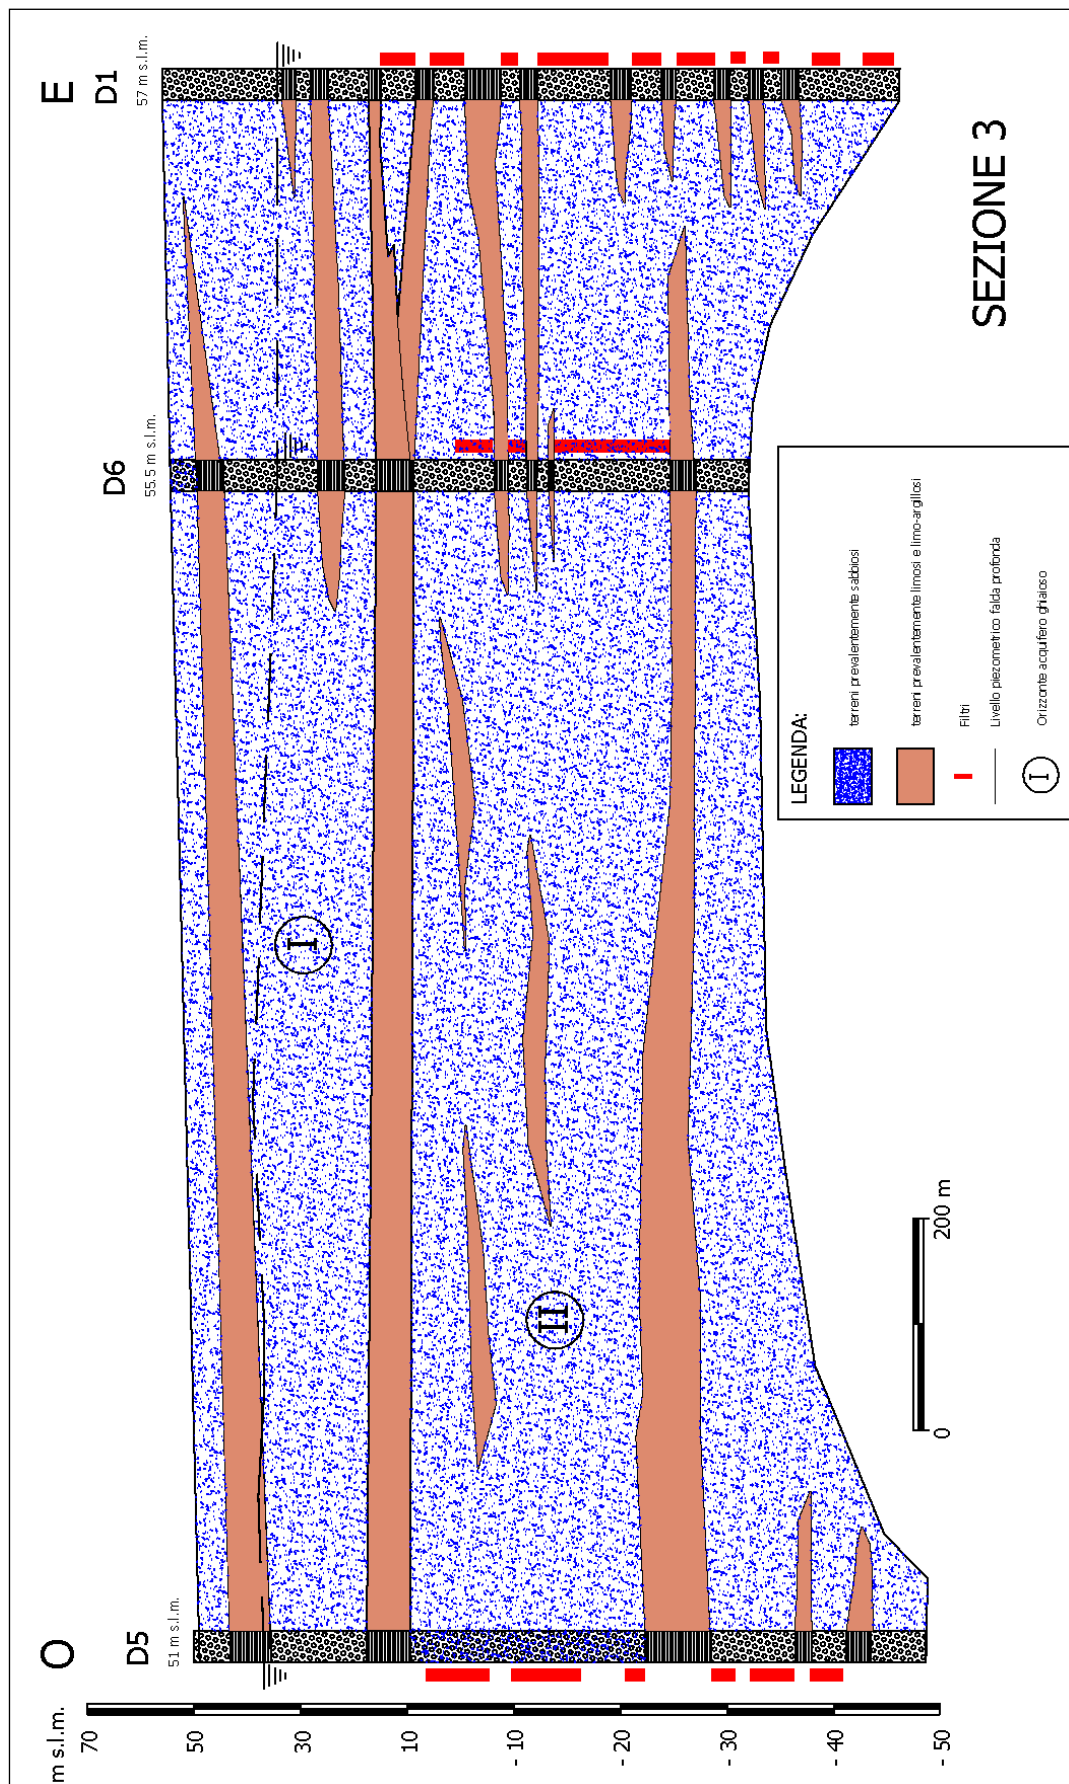 O
E
D5
51 m s.l.m.
D6
55.5 m s.l.m.
D1
57 m s.l.m.
m s.l.m.
70
50
30
10
- 10
- 20
- 30
- 40
- 50
I
II
0
200 m
SEZIONE 3
LEGENDA:
terreni prevalentemente sabbiosi
terreni prevalentemente limosi e limo-argillosi
Filtri
Livello piezometrico falda profonda
I
Orizzonte acquifero ghiaioso